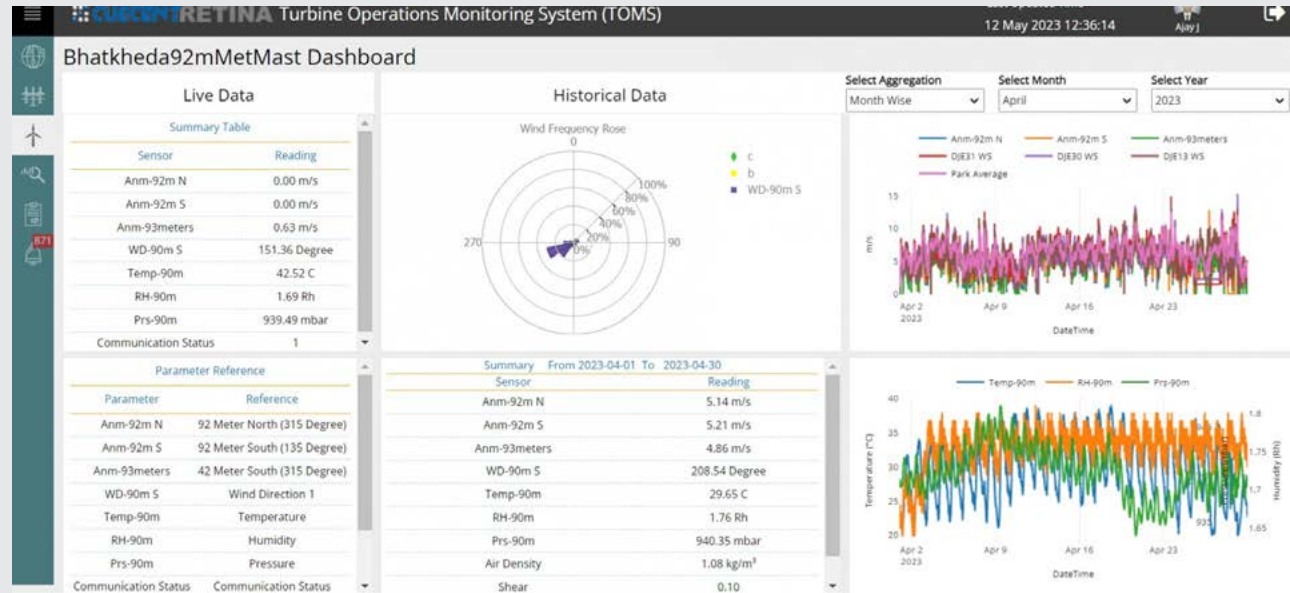 RETINA Turbine Operations Monitoring System (TOMS)
12 May 2023 12:36:14
Ajay J
871
Bhatkheda92mMetMast Dashboard
Live Data
Summary Table
Sensor Reading
Anm-92m N 0.00 m/s
Anm-92m S 0.00 m/s
Anm-93meters 0.63 m/s
WD-90m S 151.36 Degree
Temp-90m 42.52 C
RH-90m 1.69 Rh
Prs-90m 939.49 mbar
Communication Status 1
Parameter Reference
Parameter Reference
Anm-92m N 92 Meter North (315 Degree)
Anm-92m S 92 Meter South (135 Degree)
Anm-93meters 42 Meter South (315 Degree)
WD-90m S Wind Direction 1
Temp-90m Temperature
RH-90m Humidity
Prs-90m Pressure
Communication Status Communication Status
Historical Data
Wind Frequency Rose
0
100%
80%
60%
40%
20%
0%
270
90
c
b
WD-90m S
Summary From 2023-04-01 To 2023-04-30
Sensor Reading
Anm-92m N 5.14 m/s
Anm-92m S 5.21 m/s
Anm-93meters 4.86 m/s
WD-90m S 208.54 Degree
Temp-90m 29.65 C
RH-90m 1.76 Rh
Prs-90m 940.35 mbar
Air Density 1.08 kg/m³
Shear 0.10
Select Aggregation Select Month Select Year
Month Wise April 2023
Anm-92m N Anm-92m S Anm-93meters
DJE31 WS DJE30 WS DJE13 WS
Park Average
15
10
5
0
m/s
Apr 2 Apr 9 Apr 16 Apr 23
2023
DateTime
Temp-90m RH-90m Prs-90m
40
35
30
25
20
Temperature (°C)
935
1.8
1.75
1.7
1.65
Humidity (Rh)
Apr 2 Apr 9 Apr 16 Apr 23
2023
DateTime